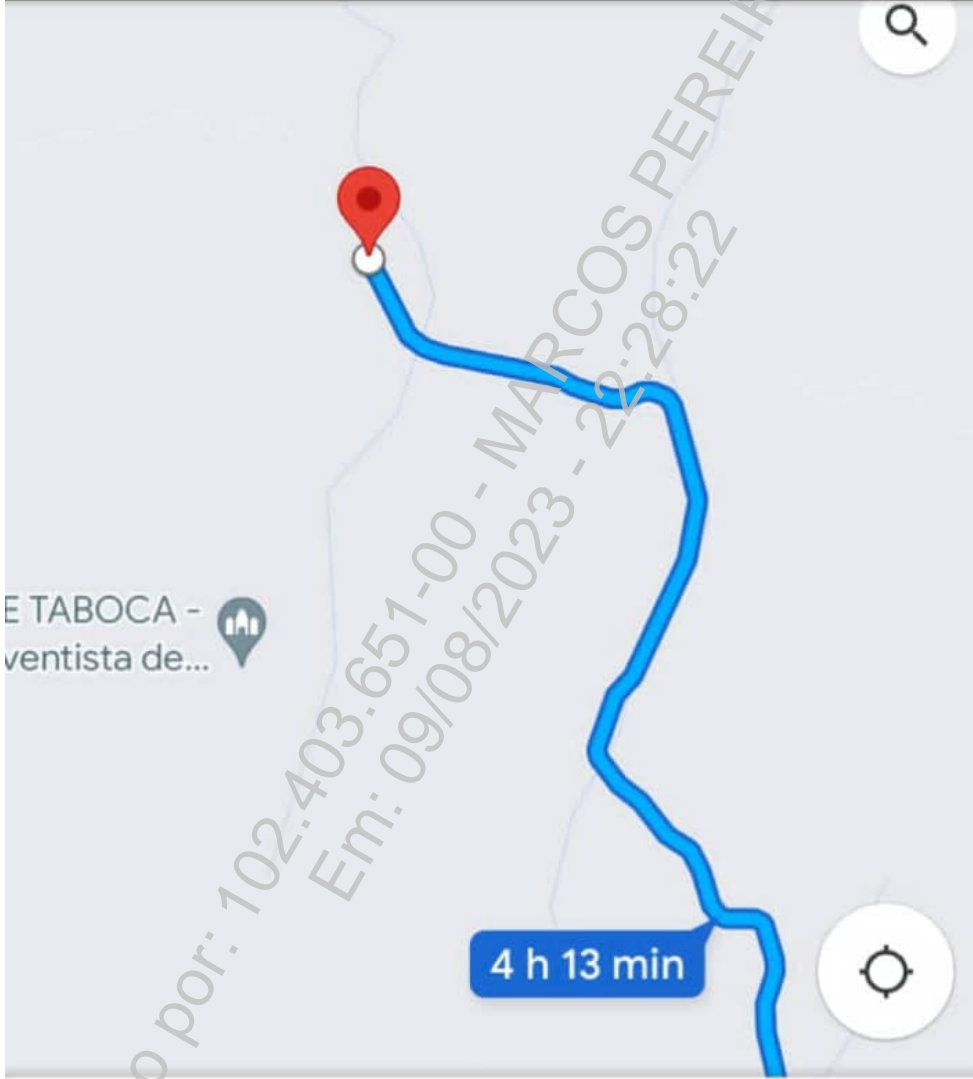 E TABOCA -
ventista de...
4 h 13 min
o por: 102.403.651-00 - MARCOS PEREIR
Em: 09/08/2023 - 22:28:22